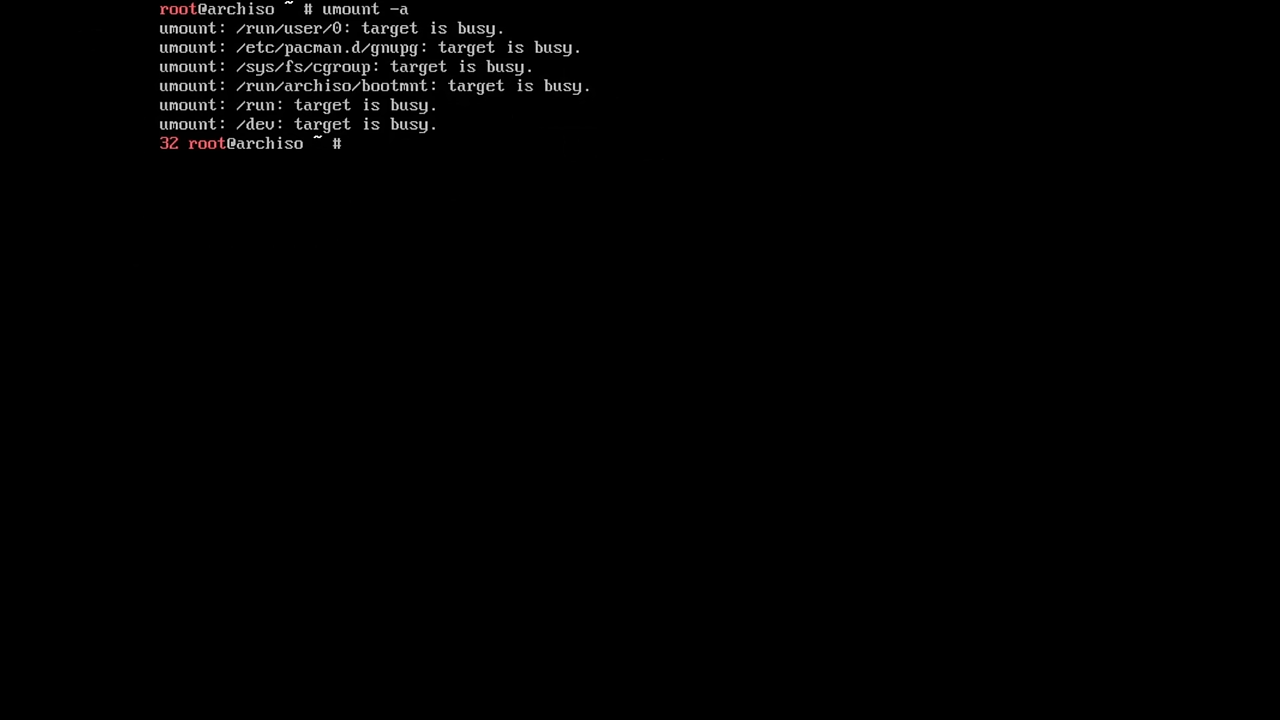 root@archiso ~ # umount -a
umount: /run/user/0: target is busy.
umount: /etc/pacman.d/gnupg: target is busy.
umount: /sys/fs/cgroup: target is busy.
umount: /run/archiso/bootmnt: target is busy.
umount: /run: target is busy.
umount: /dev: target is busy.
32 root@archiso ~ #